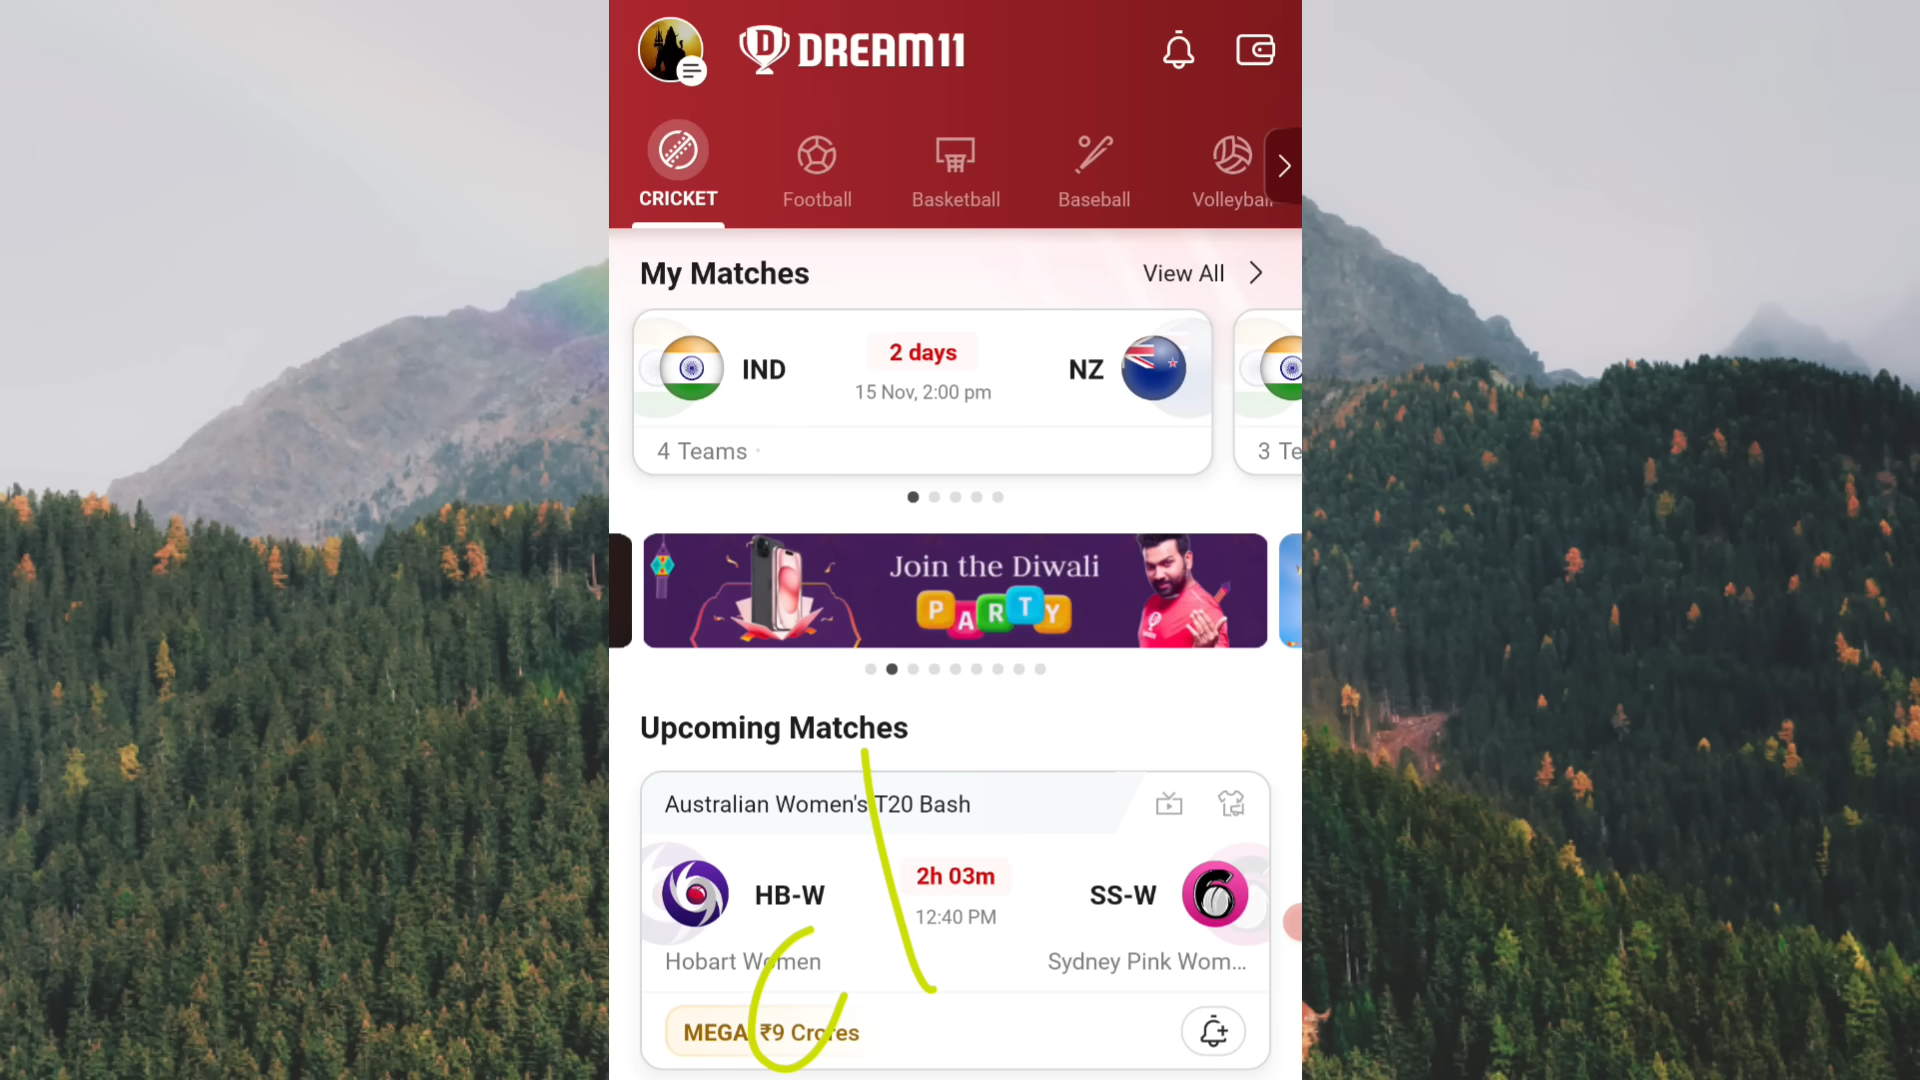 DREAM11
CRICKET
Football
Basketball
Baseball
Volleyball
My Matches
View All
IND
2 days
15 Nov, 2:00 pm
NZ
4 Teams
3 Te
Join the Diwali
PARTY
Upcoming Matches
Australian Women's T20 Bash
HB-W
2h 03m
12:40 PM
SS-W
Hobart Women
Sydney Pink Wom...
MEGA ₹9 Crores